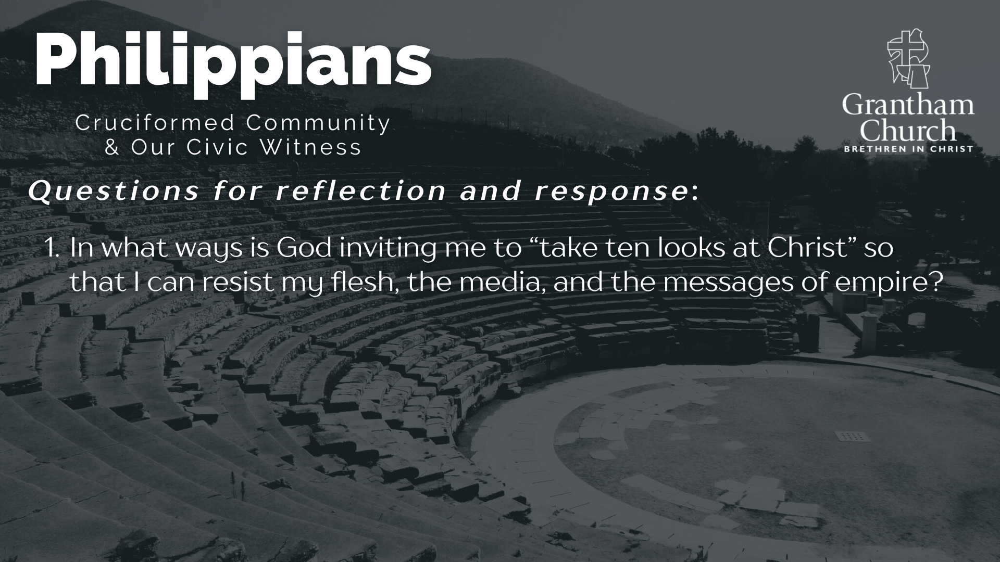 Philippians
Cruciformed Community
& Our Civic Witness
Grantham
Church
BRETHREN IN CHRIST
Questions for reflection and response:
1. In what ways is God inviting me to “take ten looks at Christ” so
that I can resist my flesh, the media, and the messages of empire?